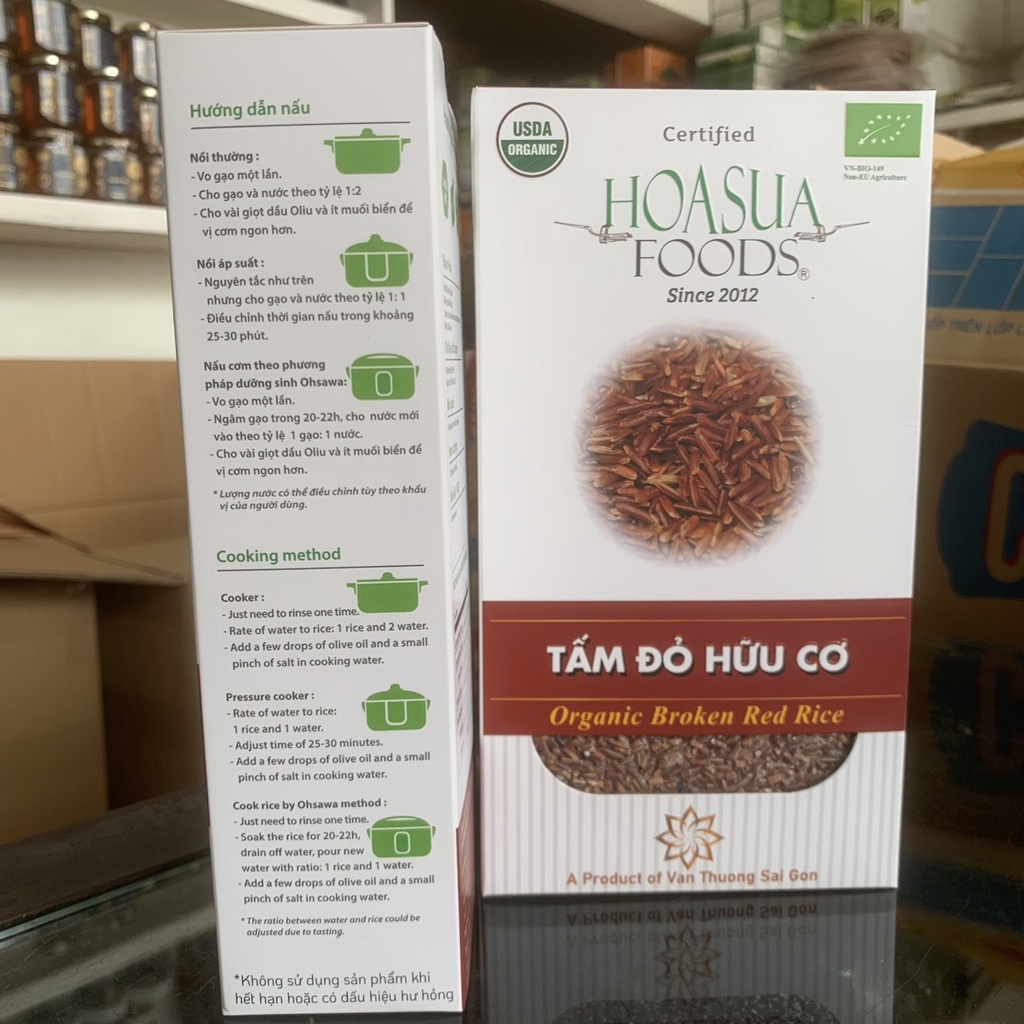 Hướng dẫn nấu
Nồi thường :
- Vo gạo một lần.
- Cho gạo và nước theo tỷ lệ 1:2
- Cho vài giọt dầu Oliu và ít muối biển để
vị cơm ngon hơn.
Nồi áp suất :
- Nguyên tắc như trên
nhưng cho gạo và nước theo tỷ lệ 1: 1
- Điều chỉnh thời gian nấu trong khoảng
25-30 phút.
Nấu cơm theo phương
pháp dưỡng sinh Ohsawa:
- Vo gạo một lần.
- Ngâm gạo trong 20-22h, cho nước mới
vào theo tỷ lệ 1 gạo: 1 nước.
- Cho vài giọt dầu Oliu và ít muối biển để
vị cơm ngon hơn.
* Lượng nước có thể điều chỉnh tùy theo khẩu
vị của người dùng.
Cooking method
Cooker :
- Just need to rinse one time.
- Rate of water to rice: 1 rice and 2 water.
- Add a few drops of olive oil and a small
pinch of salt in cooking water.
Pressure cooker :
- Rate of water to rice:
1 rice and 1 water.
- Adjust time of 25-30 minutes.
- Add a few drops of olive oil and a small
pinch of salt in cooking water.
Cook rice by Ohsawa method :
- Just need to rinse one time.
- Soak the rice for 20-22h,
drain off water, pour new
water with ratio: 1 rice and 1 water.
- Add a few drops of olive oil and a small
pinch of salt in cooking water.
* The ratio between water and rice could be
adjusted due to tasting.
*Không sử dụng sản phẩm khi
hết hạn hoặc có dấu hiệu hư hỏng
USDA
ORGANIC
Certified
VN-BIO-149
Non-EU Agriculture
HOASUA
FOODS®
Since 2012
TẤM ĐỎ HỮU CƠ
Organic Broken Red Rice
A Product of Van Thuong Sai Gon